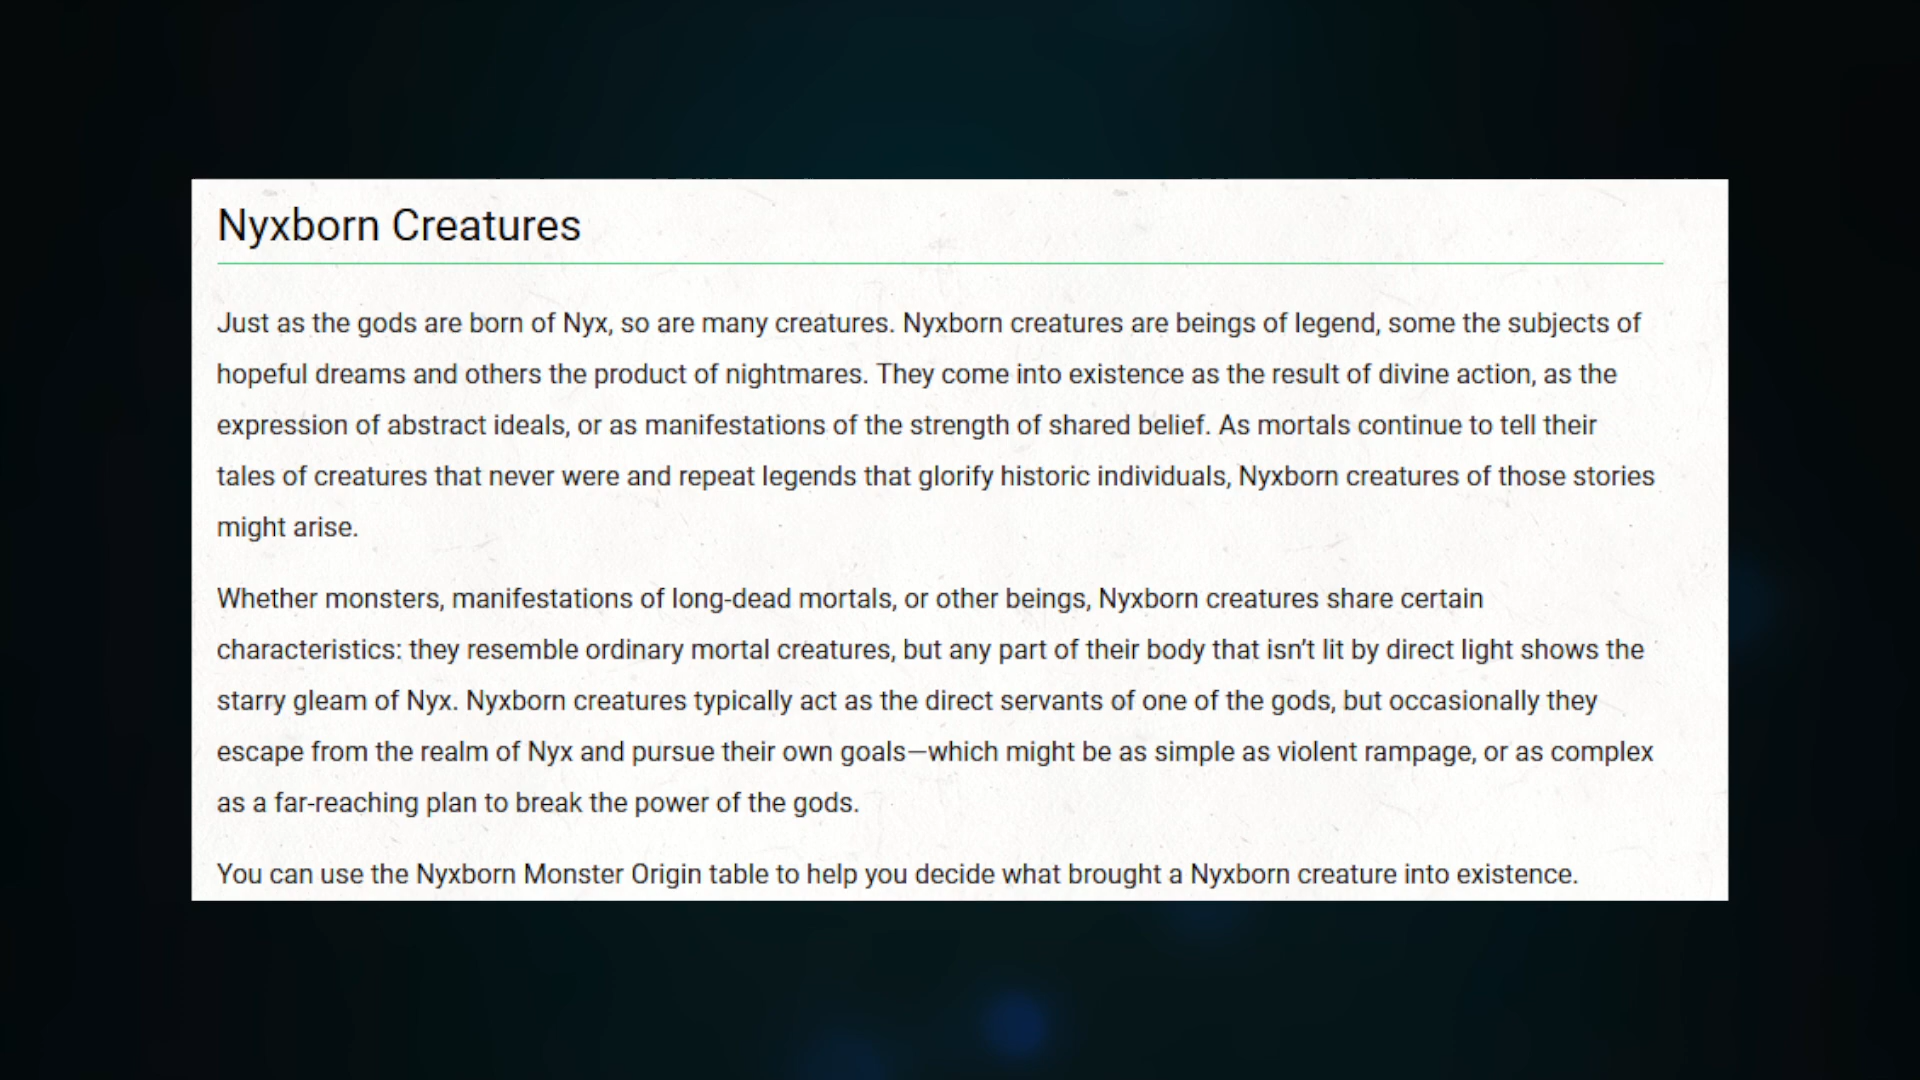 Nyxborn Creatures
Just as the gods are born of Nyx, so are many creatures. Nyxborn creatures are beings of legend, some the subjects of
hopeful dreams and others the product of nightmares. They come into existence as the result of divine action, as the
expression of abstract ideals, or as manifestations of the strength of shared belief. As mortals continue to tell their
tales of creatures that never were and repeat legends that glorify historic individuals, Nyxborn creatures of those stories
might arise.
Whether monsters, manifestations of long-dead mortals, or other beings, Nyxborn creatures share certain
characteristics: they resemble ordinary mortal creatures, but any part of their body that isn’t lit by direct light shows the
starry gleam of Nyx. Nyxborn creatures typically act as the direct servants of one of the gods, but occasionally they
escape from the realm of Nyx and pursue their own goals—which might be as simple as violent rampage, or as complex
as a far-reaching plan to break the power of the gods.
You can use the Nyxborn Monster Origin table to help you decide what brought a Nyxborn creature into existence.